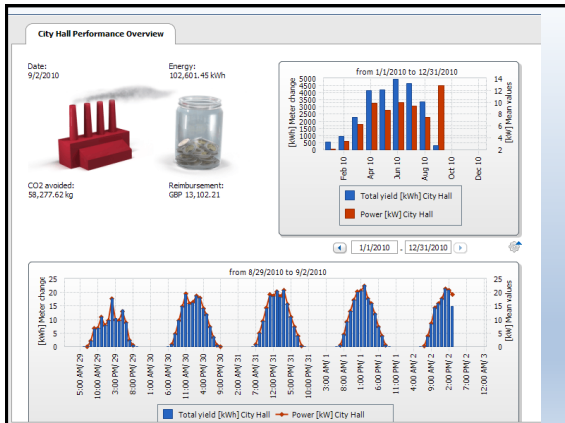 City Hall Performance Overview
Date:
9/2/2010
Energy:
102,601.45 kWh
CO2 avoided:
58,277.62 kg
Reimbursement:
GBP 13,102.21
from 1/1/2010 to 12/31/2010
[kWh] Meter change
5000
4500
4000
3500
3000
2500
2000
1500
1000
500
0
14
12
10
8
6
4
2
[kW] Mean values
Feb 10
Apr 10
Jun 10
Aug 10
Oct 10
Dec 10
Total yield [kWh] City Hall
Power [kW] City Hall
1/1/2010 - 12/31/2010
from 8/29/2010 to 9/2/2010
[kWh] Meter change
25
20
15
10
5
0
25
20
15
10
5
0
[kW] Mean values
5:00 AM/ 29
10:00 AM/ 29
3:00 PM/ 29
8:00 PM/ 29
1:00 AM/ 30
6:00 AM/ 30
11:00 AM/ 30
4:00 PM/ 30
9:00 PM/ 30
2:00 AM/ 31
7:00 AM/ 31
12:00 PM/ 31
5:00 PM/ 31
10:00 PM/ 31
3:00 AM/ 1
8:00 AM/ 1
1:00 PM/ 1
6:00 PM/ 1
11:00 PM/ 1
4:00 AM/ 2
9:00 AM/ 2
2:00 PM/ 2
7:00 PM/ 2
12:00 AM/ 3
Total yield [kWh] City Hall
Power [kW] City Hall